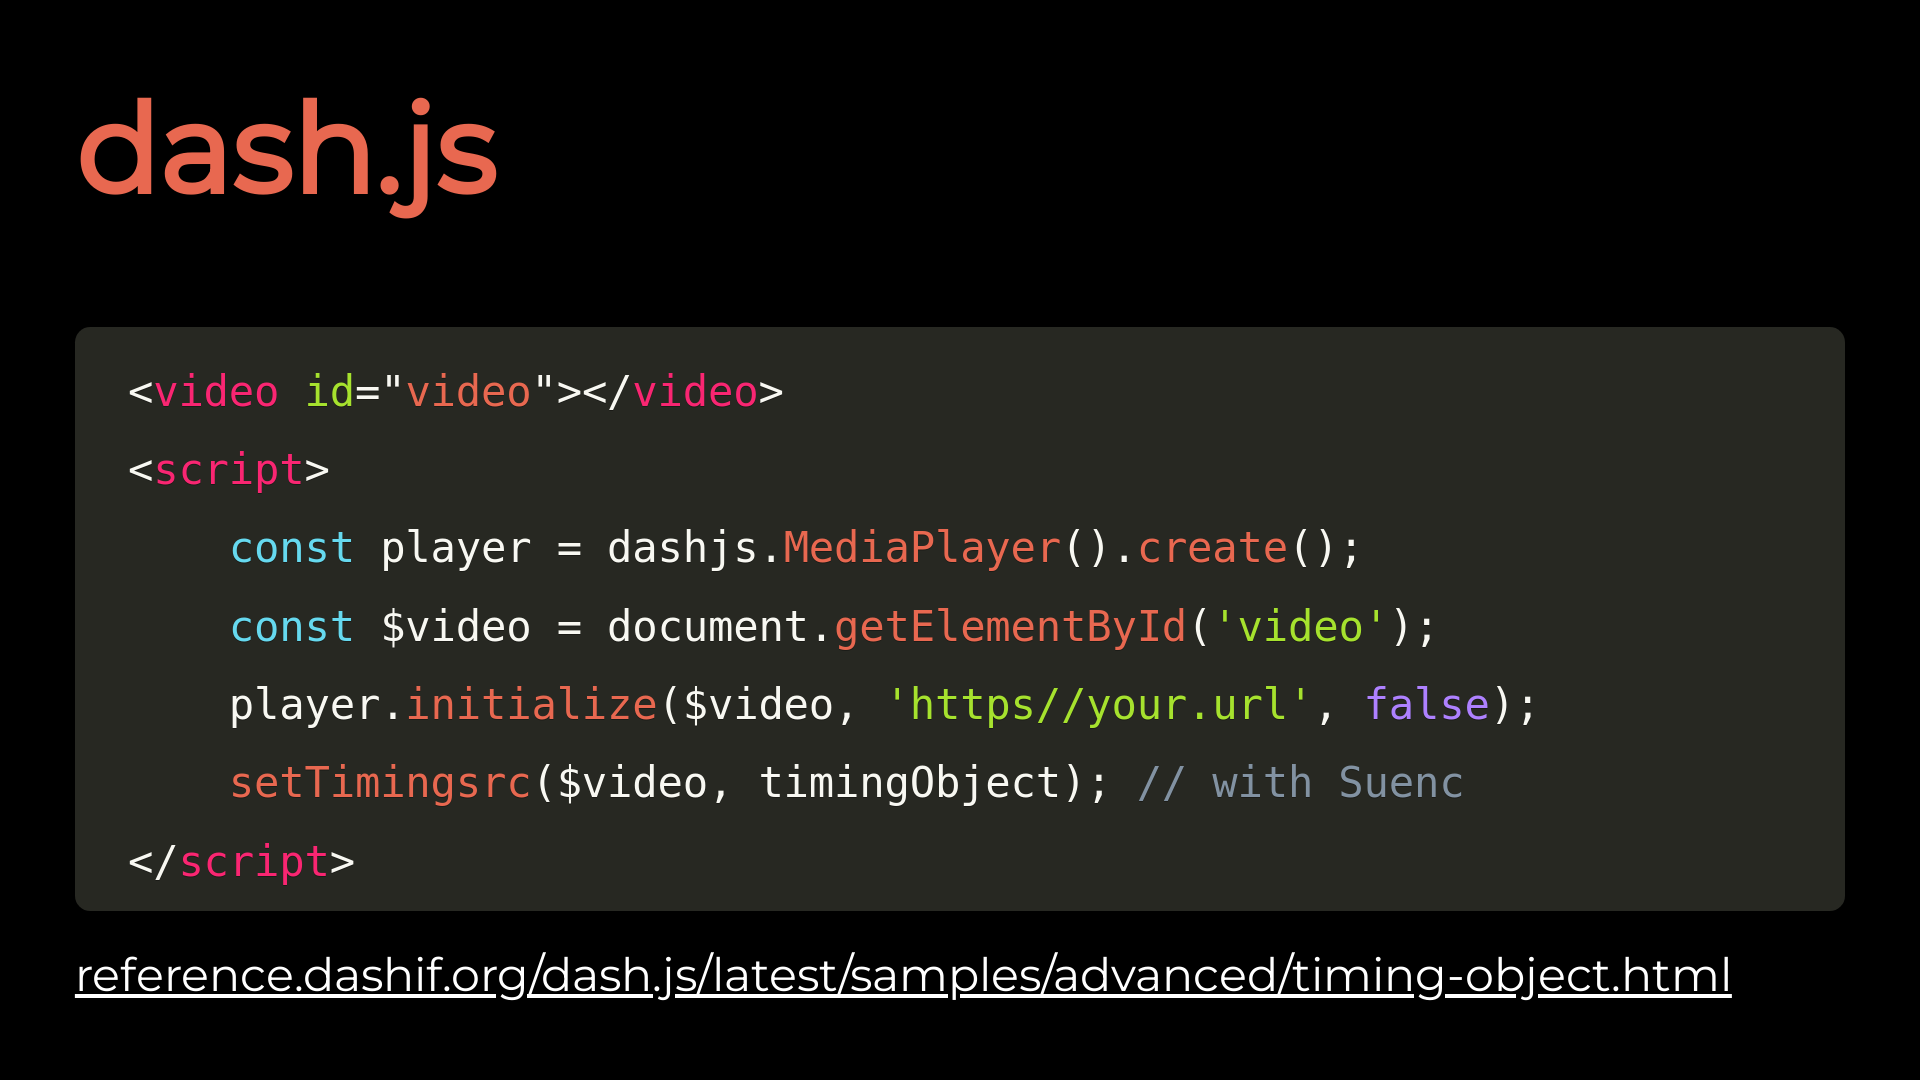 dash.js
<video id="video"></video>
<script>
    const player = dashjs.MediaPlayer().create();
    const $video = document.getElementById('video');
    player.initialize($video, 'https//your.url', false);
    setTimingsrc($video, timingObject); // with Suenc
</script>
reference.dashif.org/dash.js/latest/samples/advanced/timing-object.html